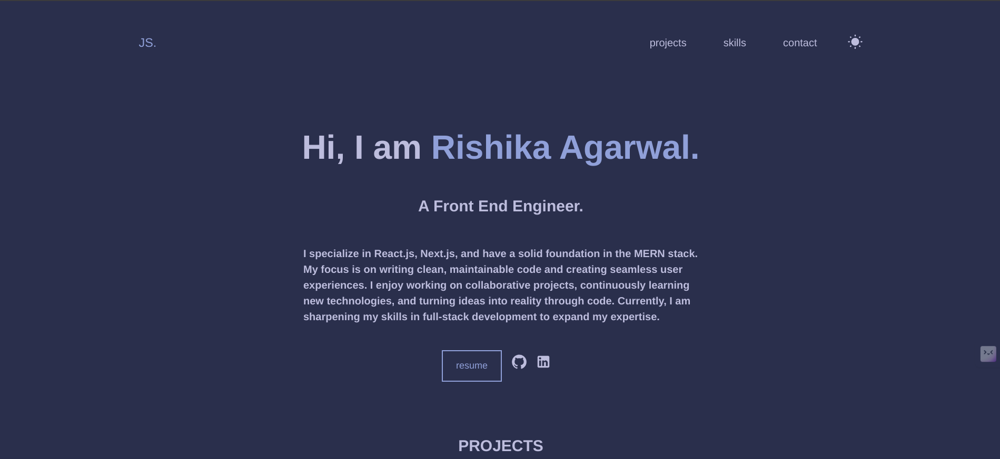 JS.
projects
skills
contact
Hi, I am Rishika Agarwal.
A Front End Engineer.
I specialize in React.js, Next.js, and have a solid foundation in the MERN stack.
My focus is on writing clean, maintainable code and creating seamless user
experiences. I enjoy working on collaborative projects, continuously learning
new technologies, and turning ideas into reality through code. Currently, I am
sharpening my skills in full-stack development to expand my expertise.
resume
in
PROJECTS